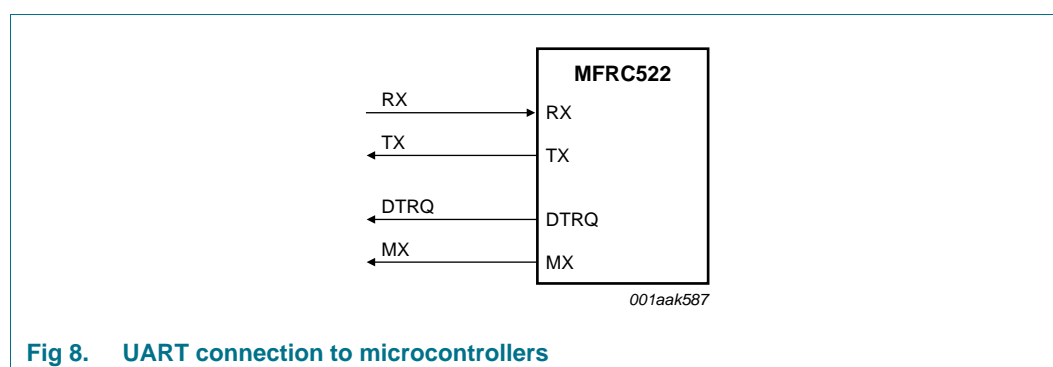 MFRC522
RX RX
TX TX
DTRQ DTRQ
MX MX
001aak587
Fig 8. UART connection to microcontrollers